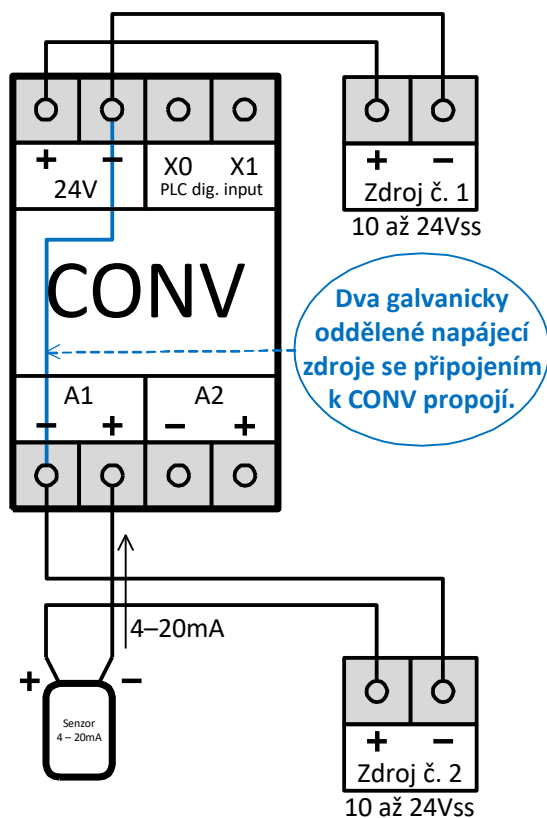 + − X0 X1
24V PLC dig. input
+ −
Zdroj č. 1
10 až 24Vss
CONV
Dva galvanicky
oddělené napájecí
zdroje se připojením
k CONV propojí.
A1 A2
− + − +
4–20mA
+ −
Senzor
4 – 20mA
+ −
Zdroj č. 2
10 až 24Vss